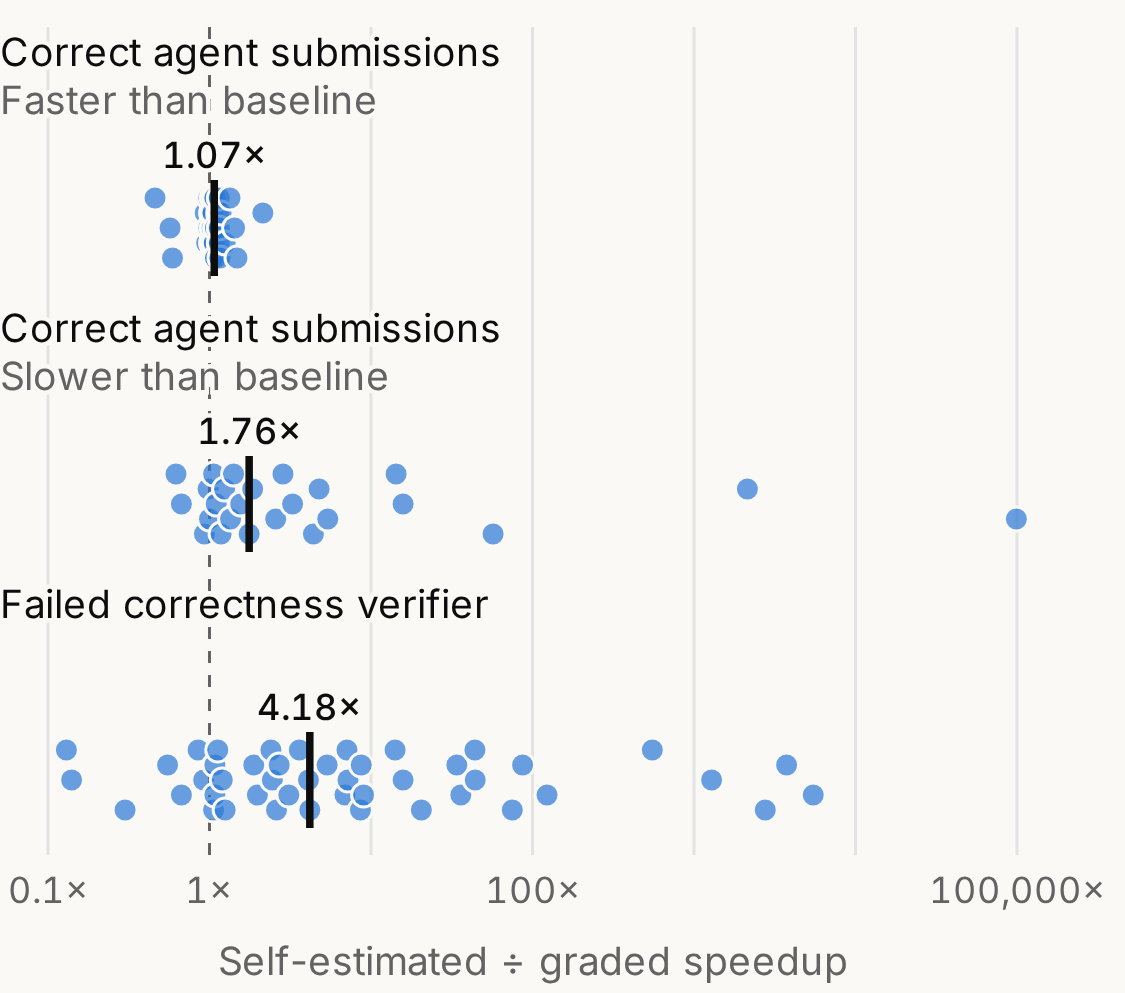 Correct agent submissions
Faster than baseline
1.07×
Correct agent submissions
Slower than baseline
1.76×
Failed correctness verifier
4.18×
0.1× 1× 100× 100,000×
Self-estimated ÷ graded speedup